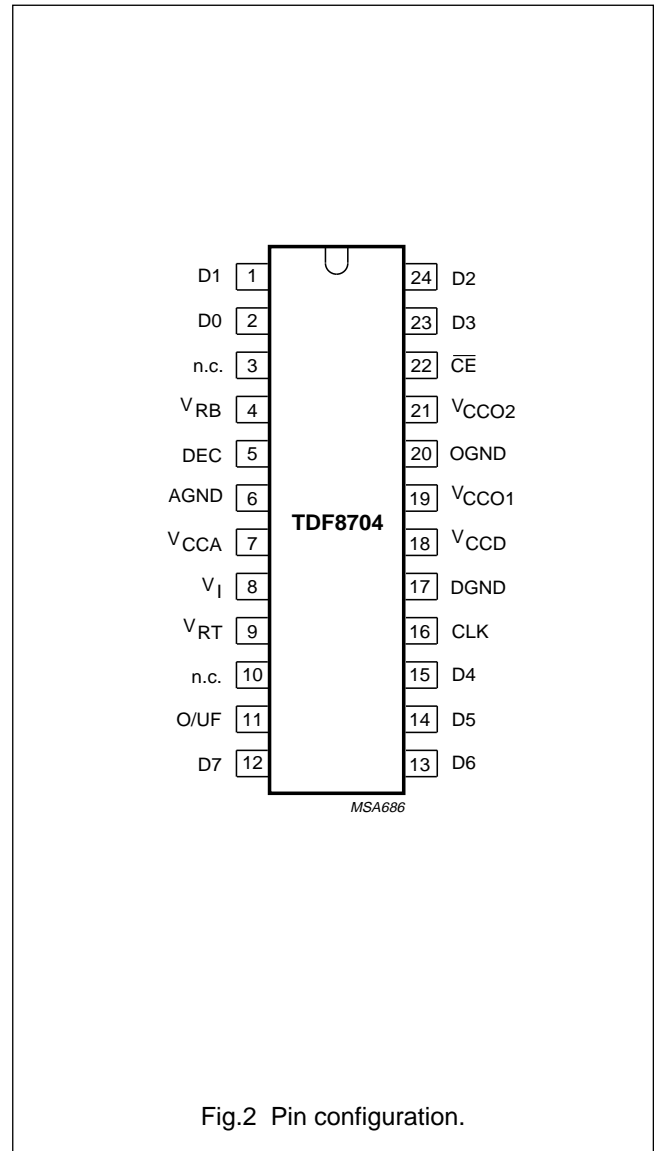 D1 1 24 D2
D0 2 23 D3
n.c. 3 22 C̅E̅
VRB 4 21 VCCO2
DEC 5 20 OGND
AGND 6 19 VCCO1
TDF8704
VCCA 7 18 VCCD
VI 8 17 DGND
VRT 9 16 CLK
n.c. 10 15 D4
O/UF 11 14 D5
D7 12 13 D6
MSA686
Fig.2 Pin configuration.